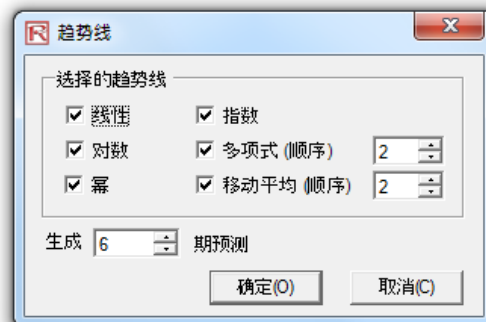 趋势线
选择的趋势线
线性 指数
对数 多项式 (顺序) 2
幂 移动平均 (顺序) 2
生成 6 期预测
确定(O) 取消(C)